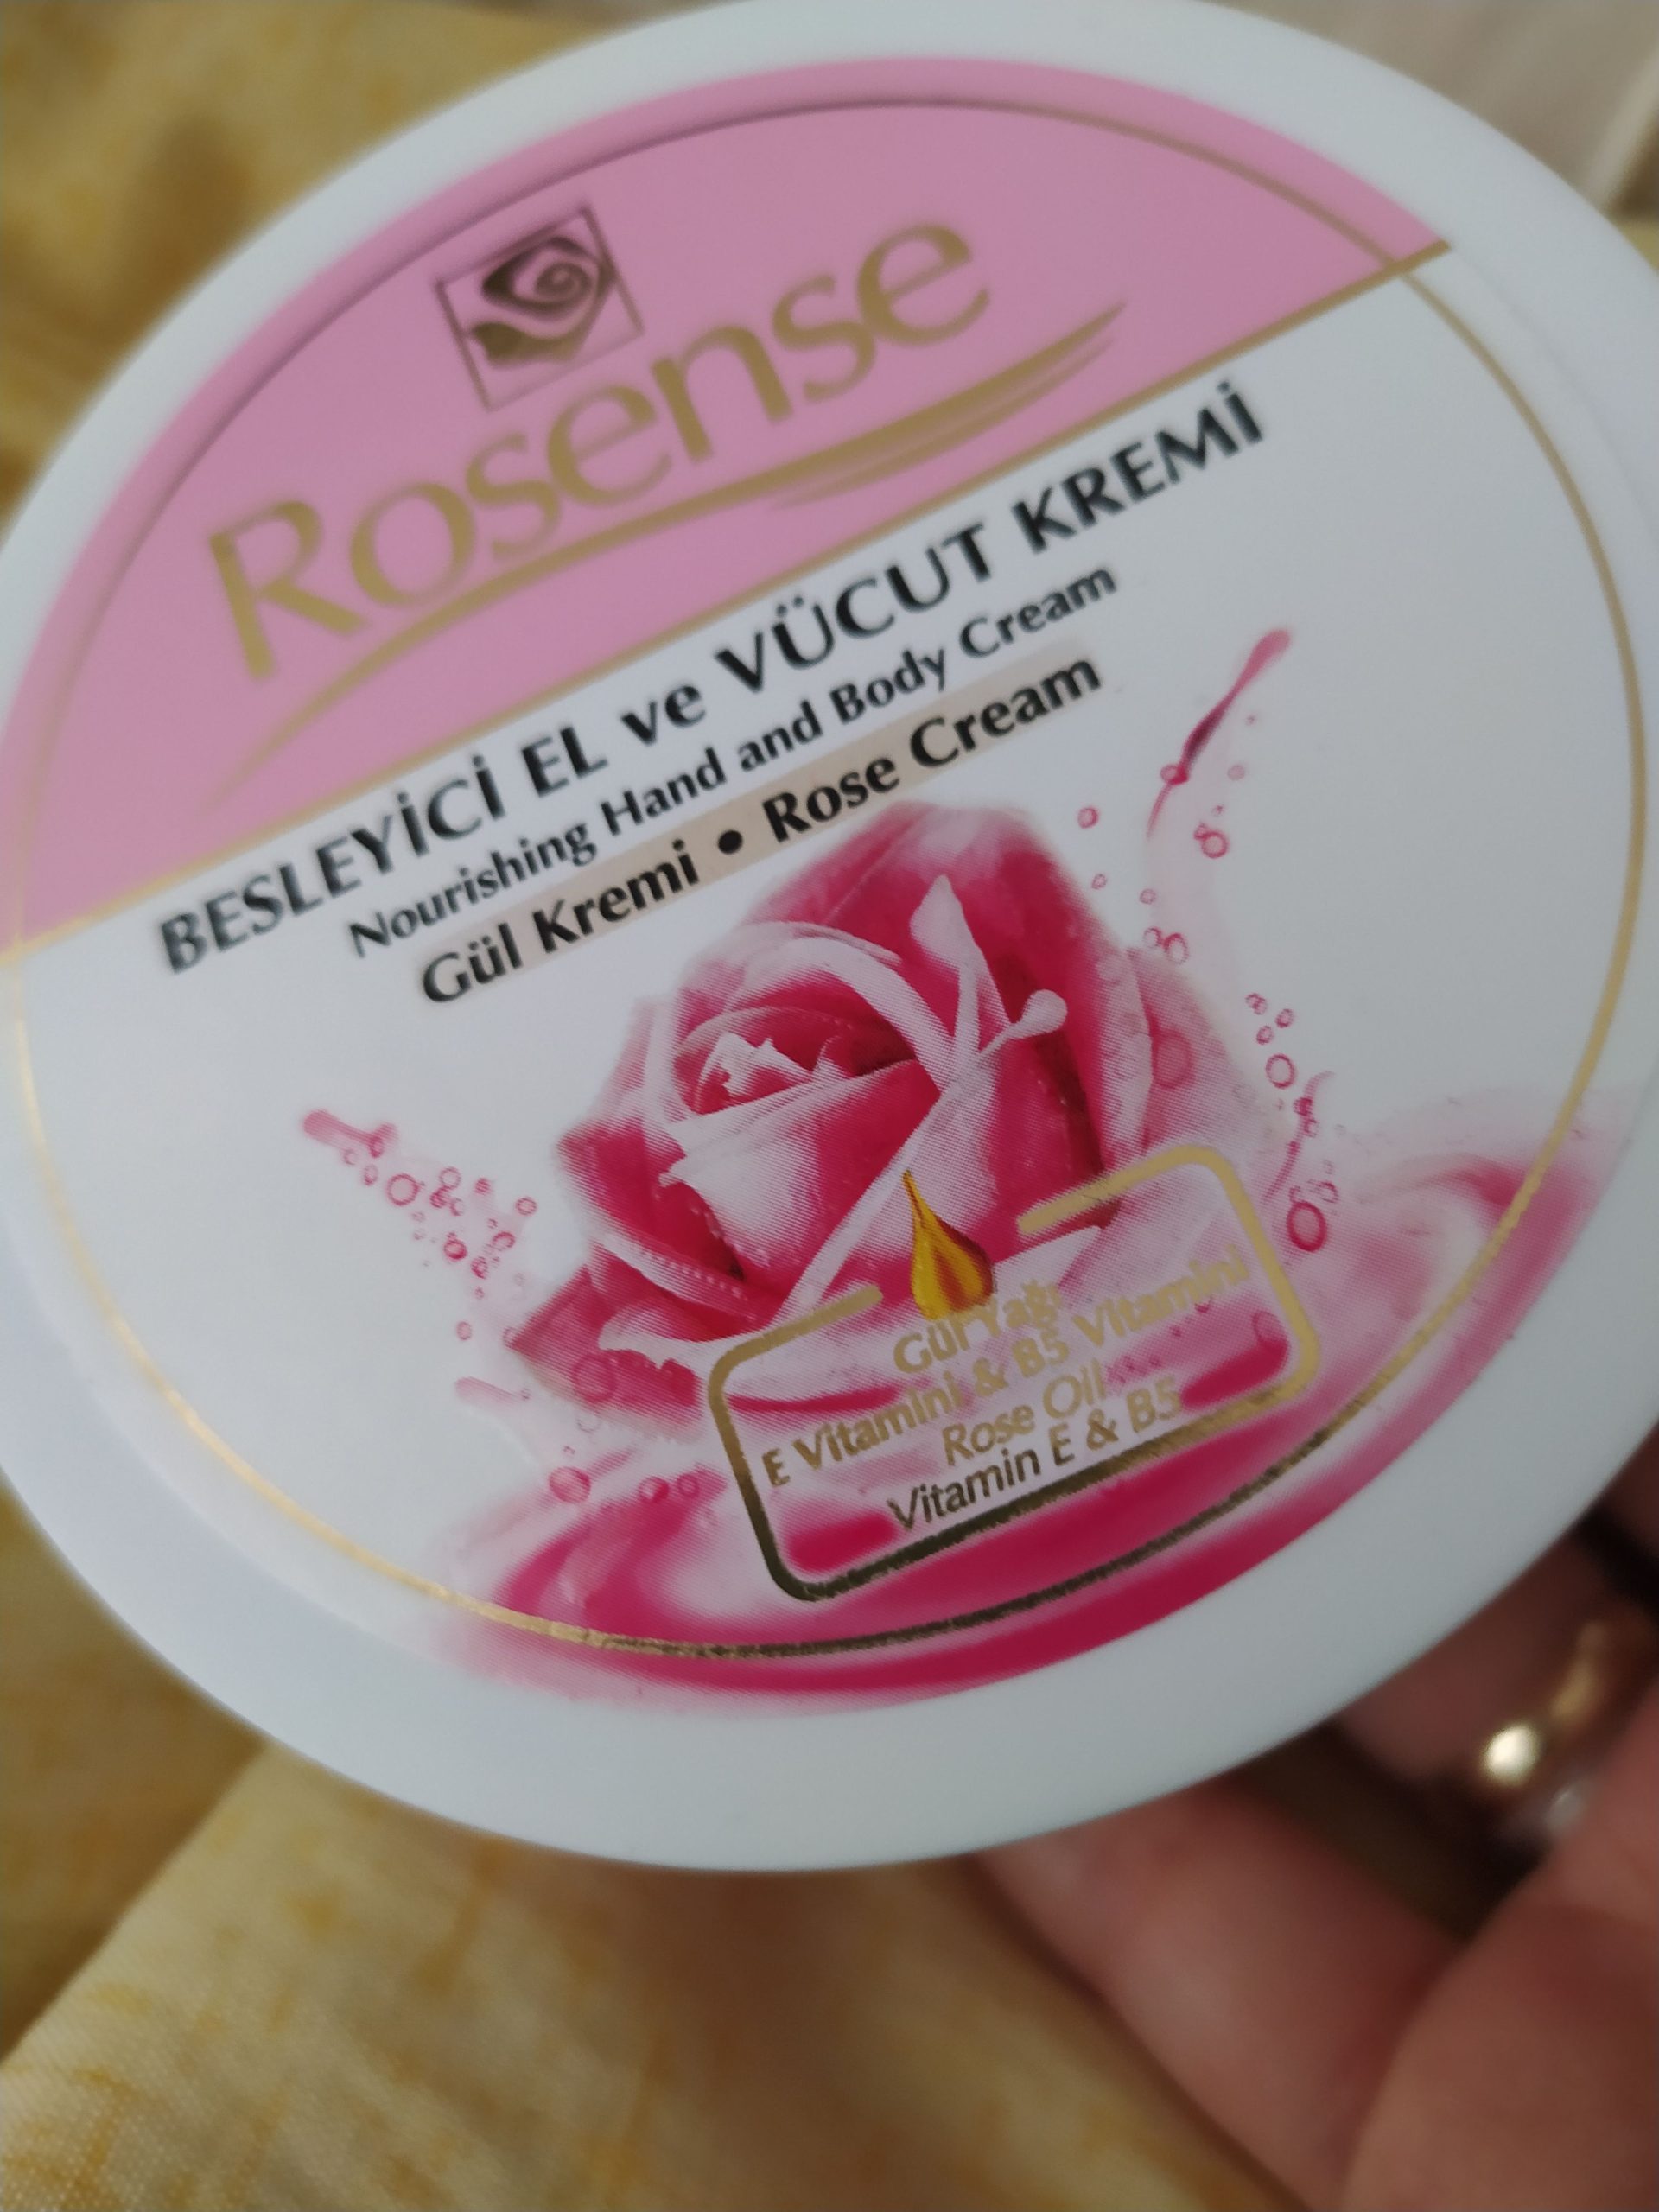 Rosense
BESLEYİCİ EL ve VÜCUT KREMİ
Nourishing Hand and Body Cream
Gül Kremi • Rose Cream
Gül Yağı
E Vitamini & B5 Vitamini
Rose Oil
Vitamin E & B5